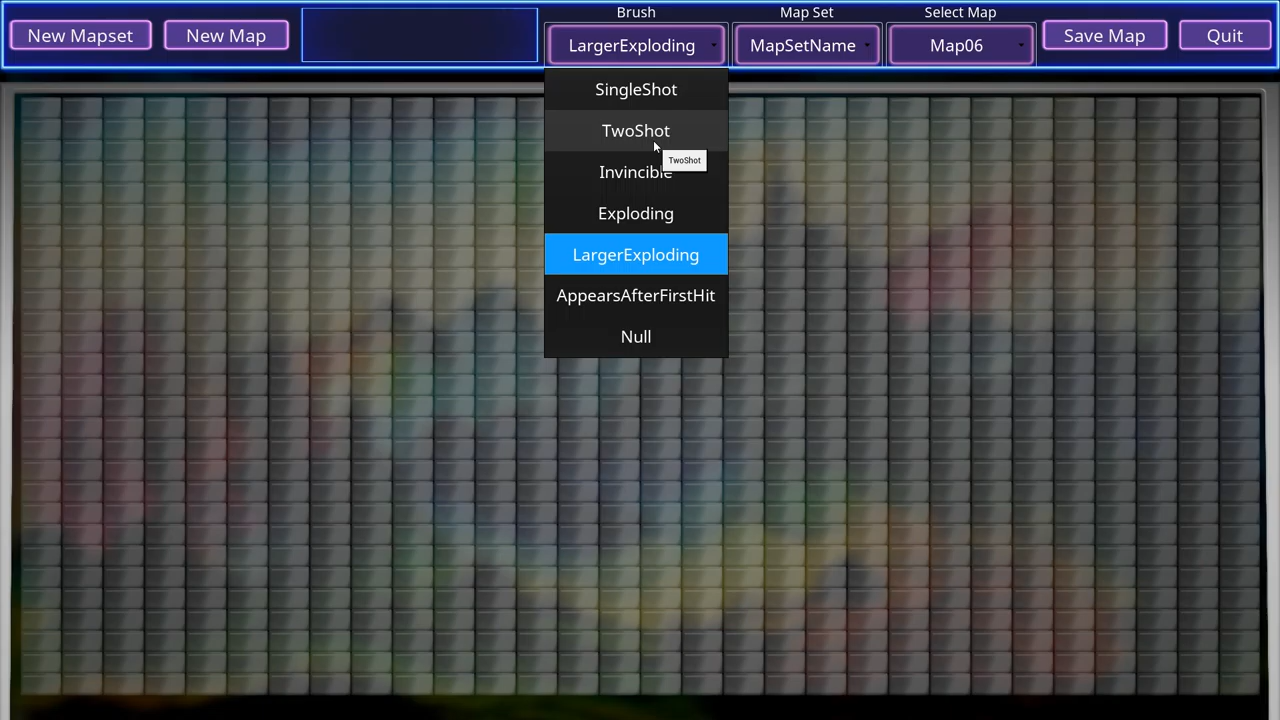 Brush
Map Set
Select Map
New Mapset
New Map
LargerExploding
MapSetName
Map06
Save Map
Quit
SingleShot
TwoShot
TwoShot
Invincible
Exploding
LargerExploding
AppearsAfterFirstHit
Null